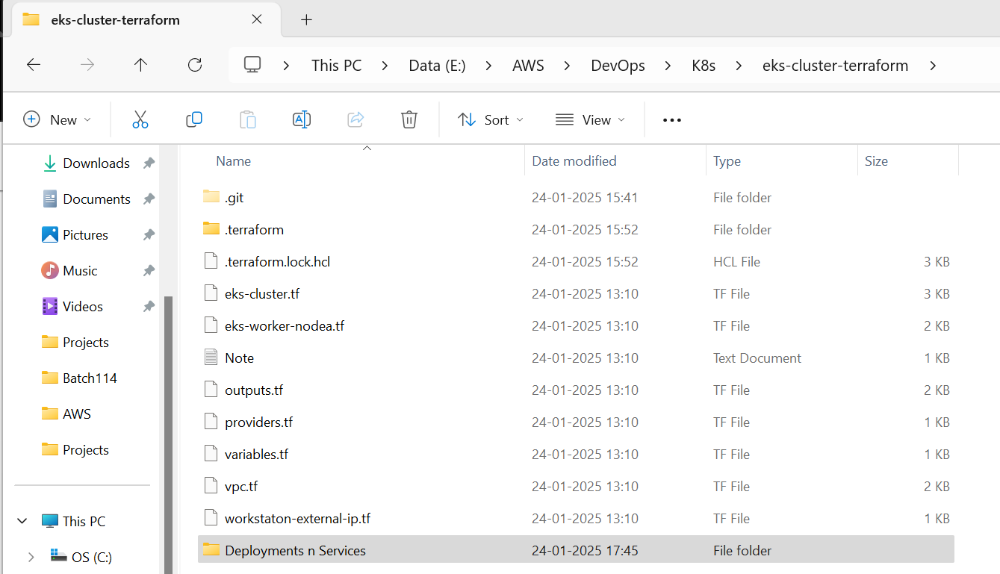 eks-cluster-terraform
This PC > Data (E:) > AWS > DevOps > K8s > eks-cluster-terraform >
New Sort View
Name Date modified Type Size
Downloads
Documents
Pictures
Music
Videos
Projects
Batch114
AWS
Projects
This PC
OS (C:)
.git 24-01-2025 15:41 File folder
.terraform 24-01-2025 15:52 File folder
.terraform.lock.hcl 24-01-2025 15:52 HCL File 3 KB
eks-cluster.tf 24-01-2025 13:10 TF File 3 KB
eks-worker-nodea.tf 24-01-2025 13:10 TF File 2 KB
Note 24-01-2025 13:10 Text Document 1 KB
outputs.tf 24-01-2025 13:10 TF File 2 KB
providers.tf 24-01-2025 13:10 TF File 1 KB
variables.tf 24-01-2025 13:10 TF File 1 KB
vpc.tf 24-01-2025 13:10 TF File 2 KB
workstaton-external-ip.tf 24-01-2025 13:10 TF File 1 KB
Deployments n Services 24-01-2025 17:45 File folder